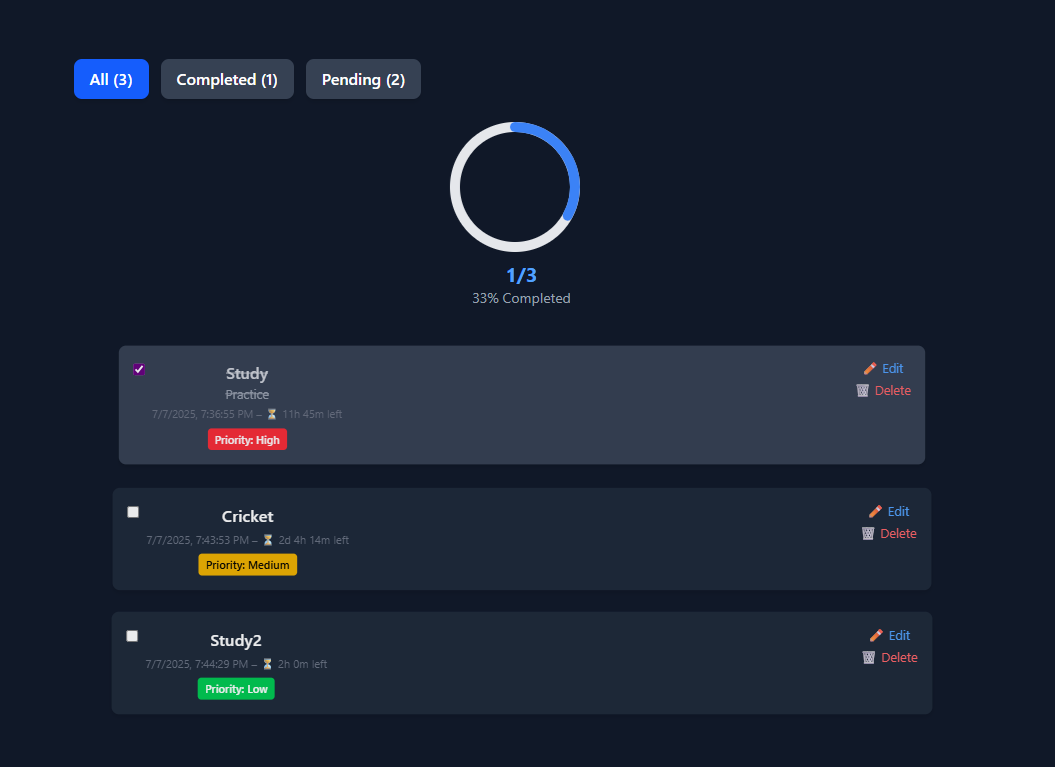 All (3) Completed (1) Pending (2)
1/3
33% Completed
Study
Practice
7/7/2025, 7:36:55 PM – ⏳ 11h 45m left
Priority: High
Edit
Delete
Cricket
7/7/2025, 7:43:53 PM – ⏳ 2d 4h 14m left
Priority: Medium
Edit
Delete
Study2
7/7/2025, 7:44:29 PM – ⏳ 2h 0m left
Priority: Low
Edit
Delete